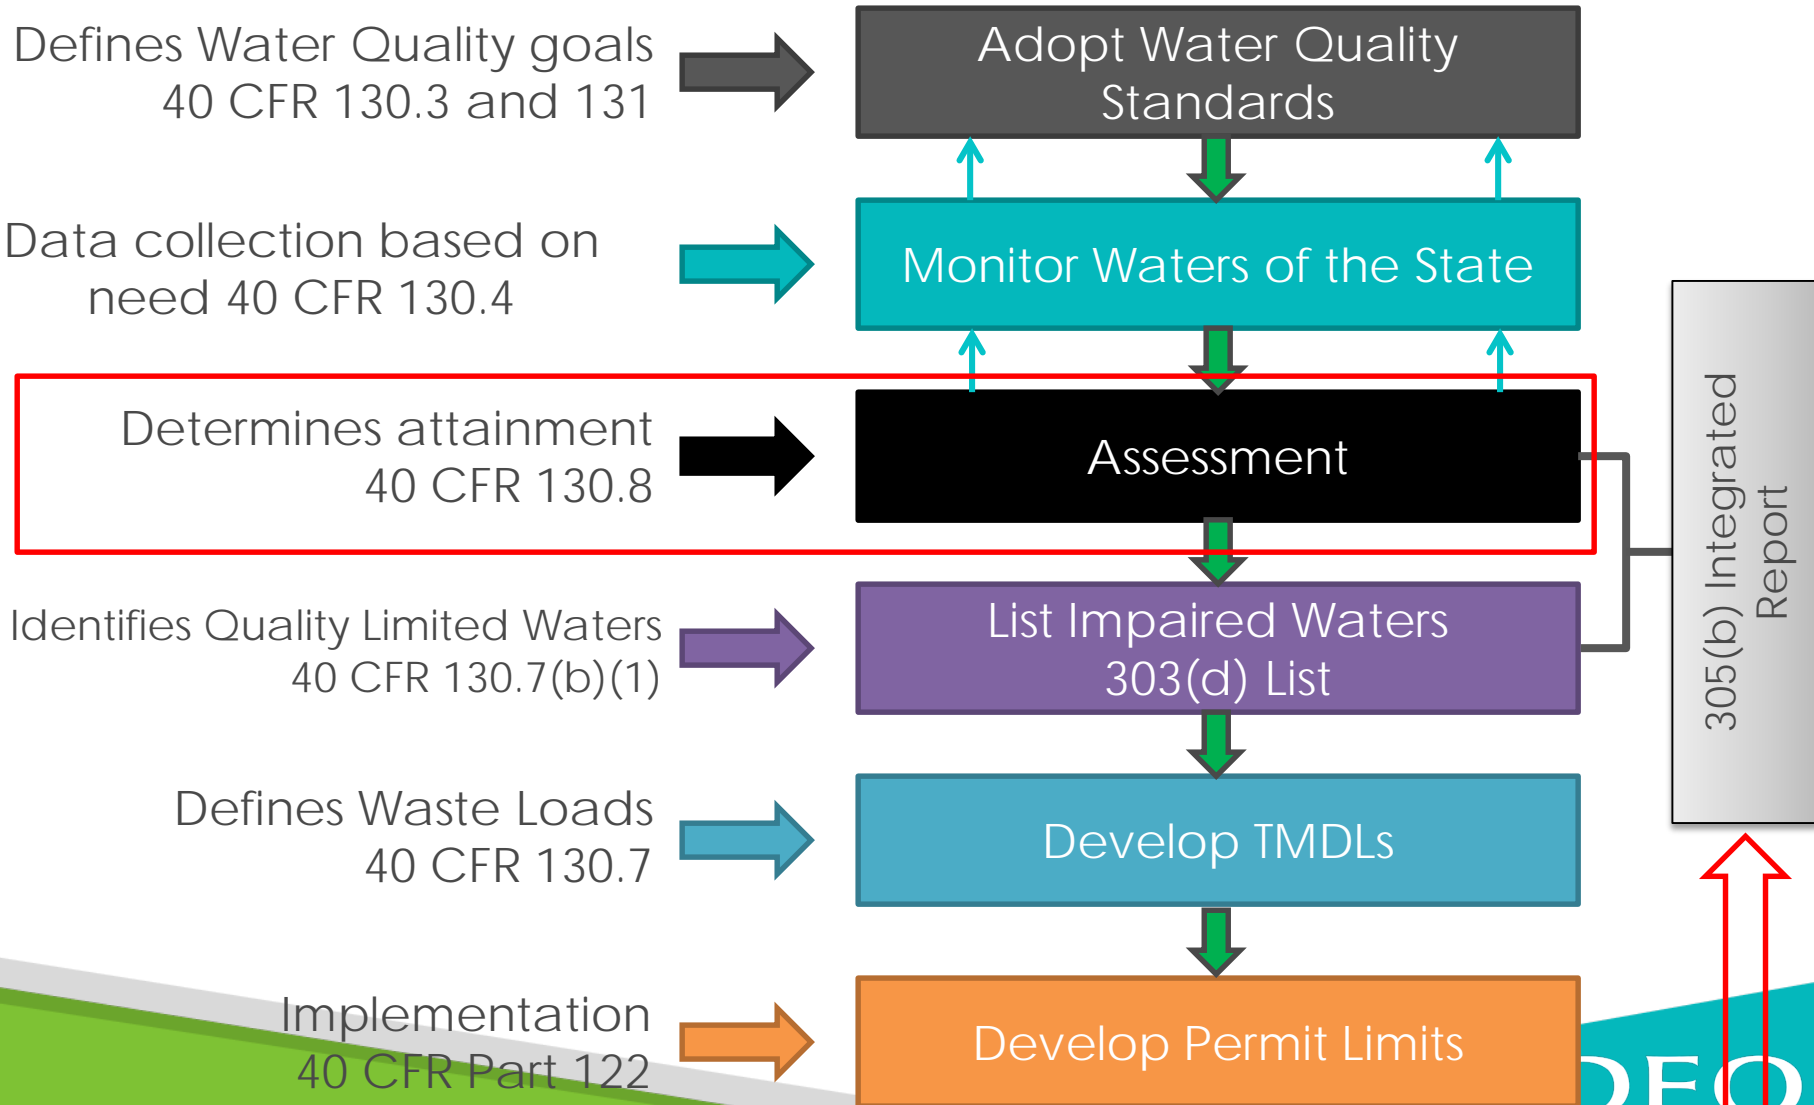 Defines Water Quality goals
40 CFR 130.3 and 131
Adopt Water Quality
Standards
Data collection based on
need 40 CFR 130.4
Monitor Waters of the State
Determines attainment
40 CFR 130.8
Assessment
Identifies Quality Limited Waters
40 CFR 130.7(b)(1)
List Impaired Waters
303(d) List
305(b) Integrated
Report
Defines Waste Loads
40 CFR 130.7
Develop TMDLs
Implementation
40 CFR Part 122
Develop Permit Limits
DEQ